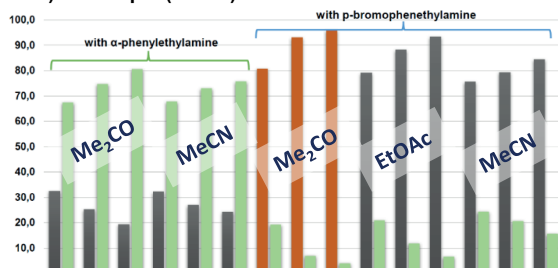 with p-bromophenethylamine
with α-phenylethylamine
100,0
90,0
80,0
70,0
60,0
50,0
40,0
30,0
20,0
10,0
Me₂CO
MeCN
Me₂CO
EtOAc
MeCN